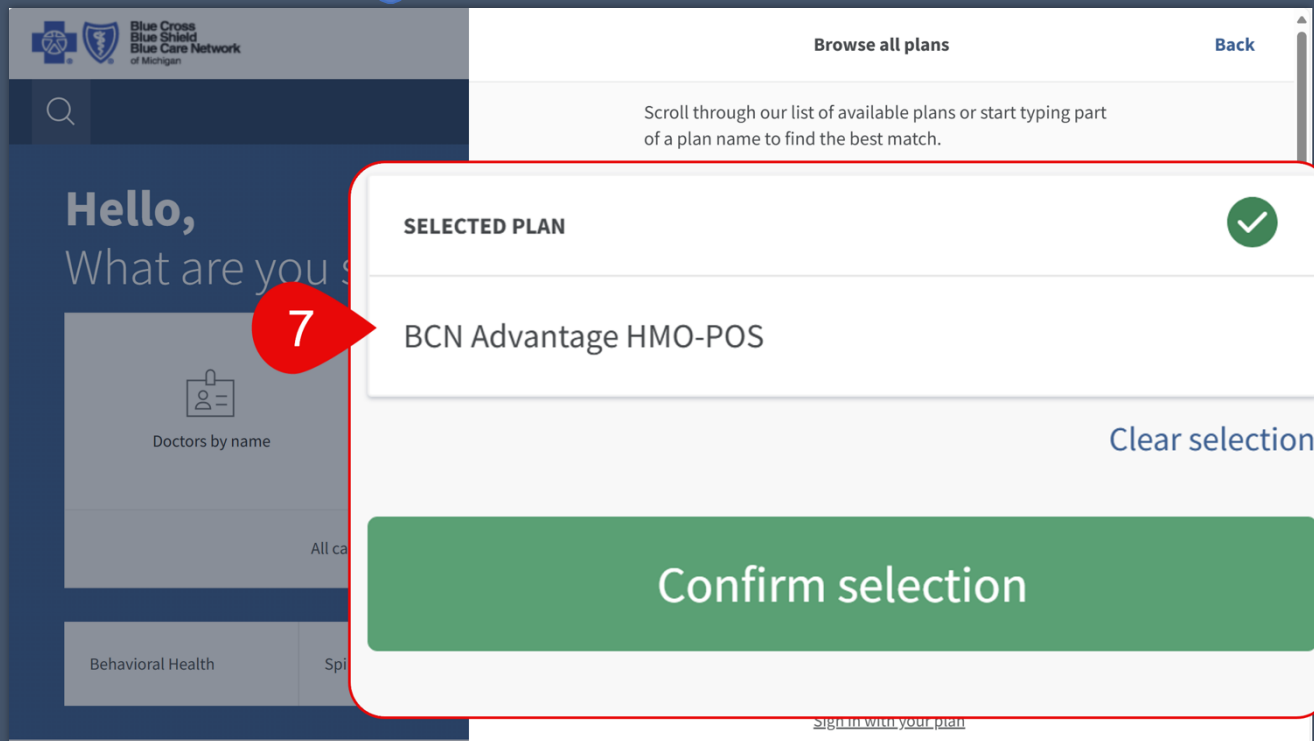 Blue Cross
Blue Shield
Blue Care Network
of Michigan
Browse all plans
Back
Scroll through our list of available plans or start typing part
of a plan name to find the best match.
Hello,
What are you
SELECTED PLAN
7
BCN Advantage HMO-POS
Doctors by name
Clear selection
All ca
Confirm selection
Behavioral Health
Spi
Sign in with your plan